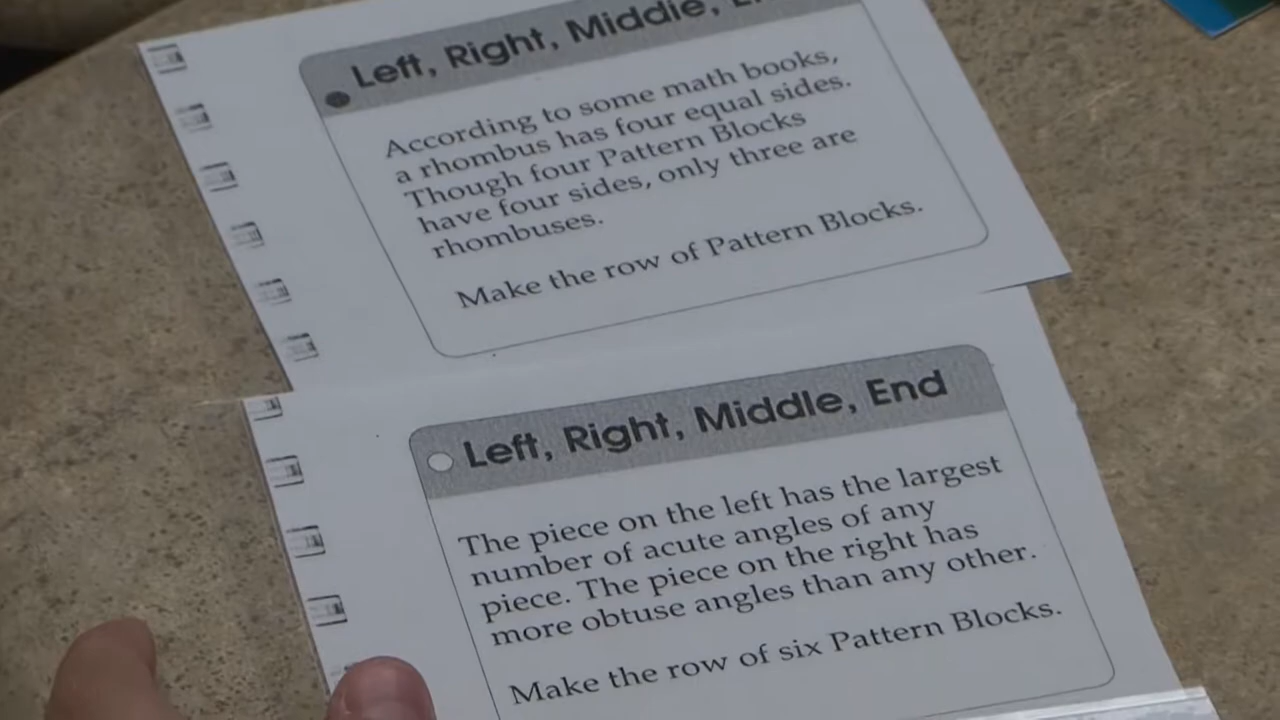 Left, Right, Middle,
According to some math books,
a rhombus has four equal sides.
Though four Pattern Blocks
have four sides, only three are
rhombuses.
Make the row of Pattern Blocks.
Left, Right, Middle, End
The piece on the left has the largest
number of acute angles of any
piece. The piece on the right has
more obtuse angles than any other.
Make the row of six Pattern Blocks.